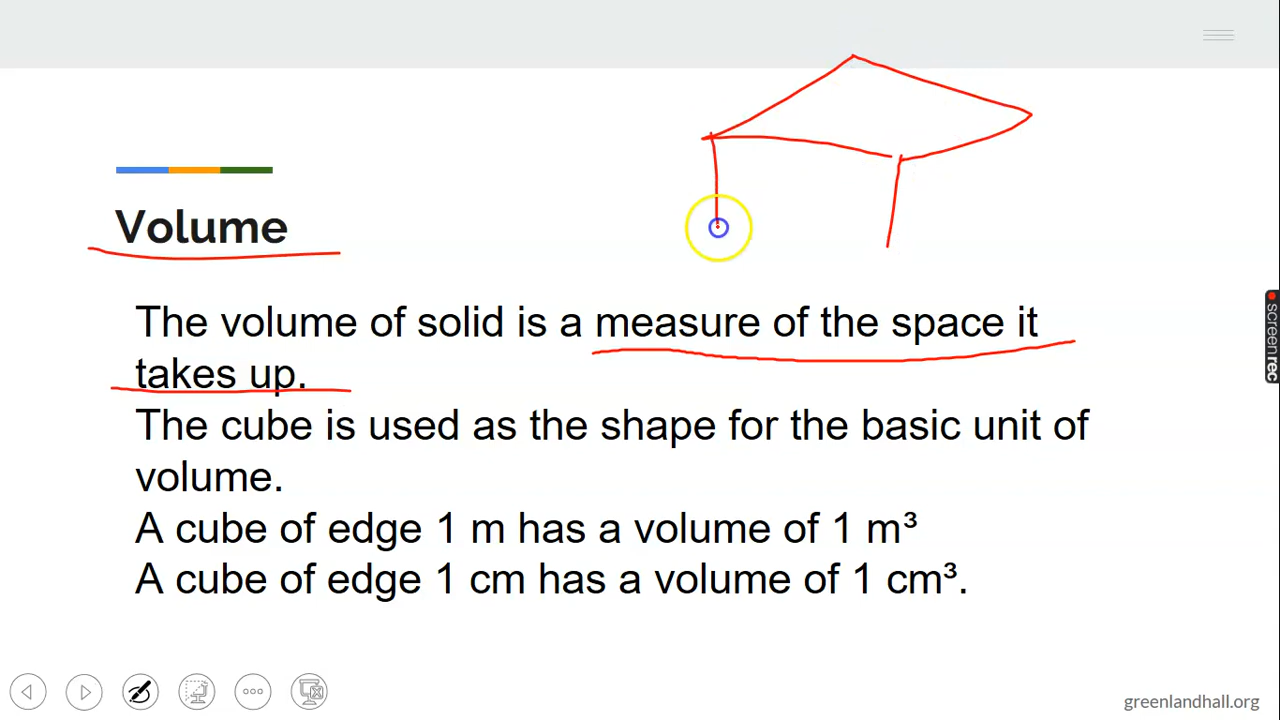 Volume
The volume of solid is a measure of the space it
takes up.
The cube is used as the shape for the basic unit of
volume.
A cube of edge 1 m has a volume of 1 m³
A cube of edge 1 cm has a volume of 1 cm³.
screenrec
greenlandhall.org